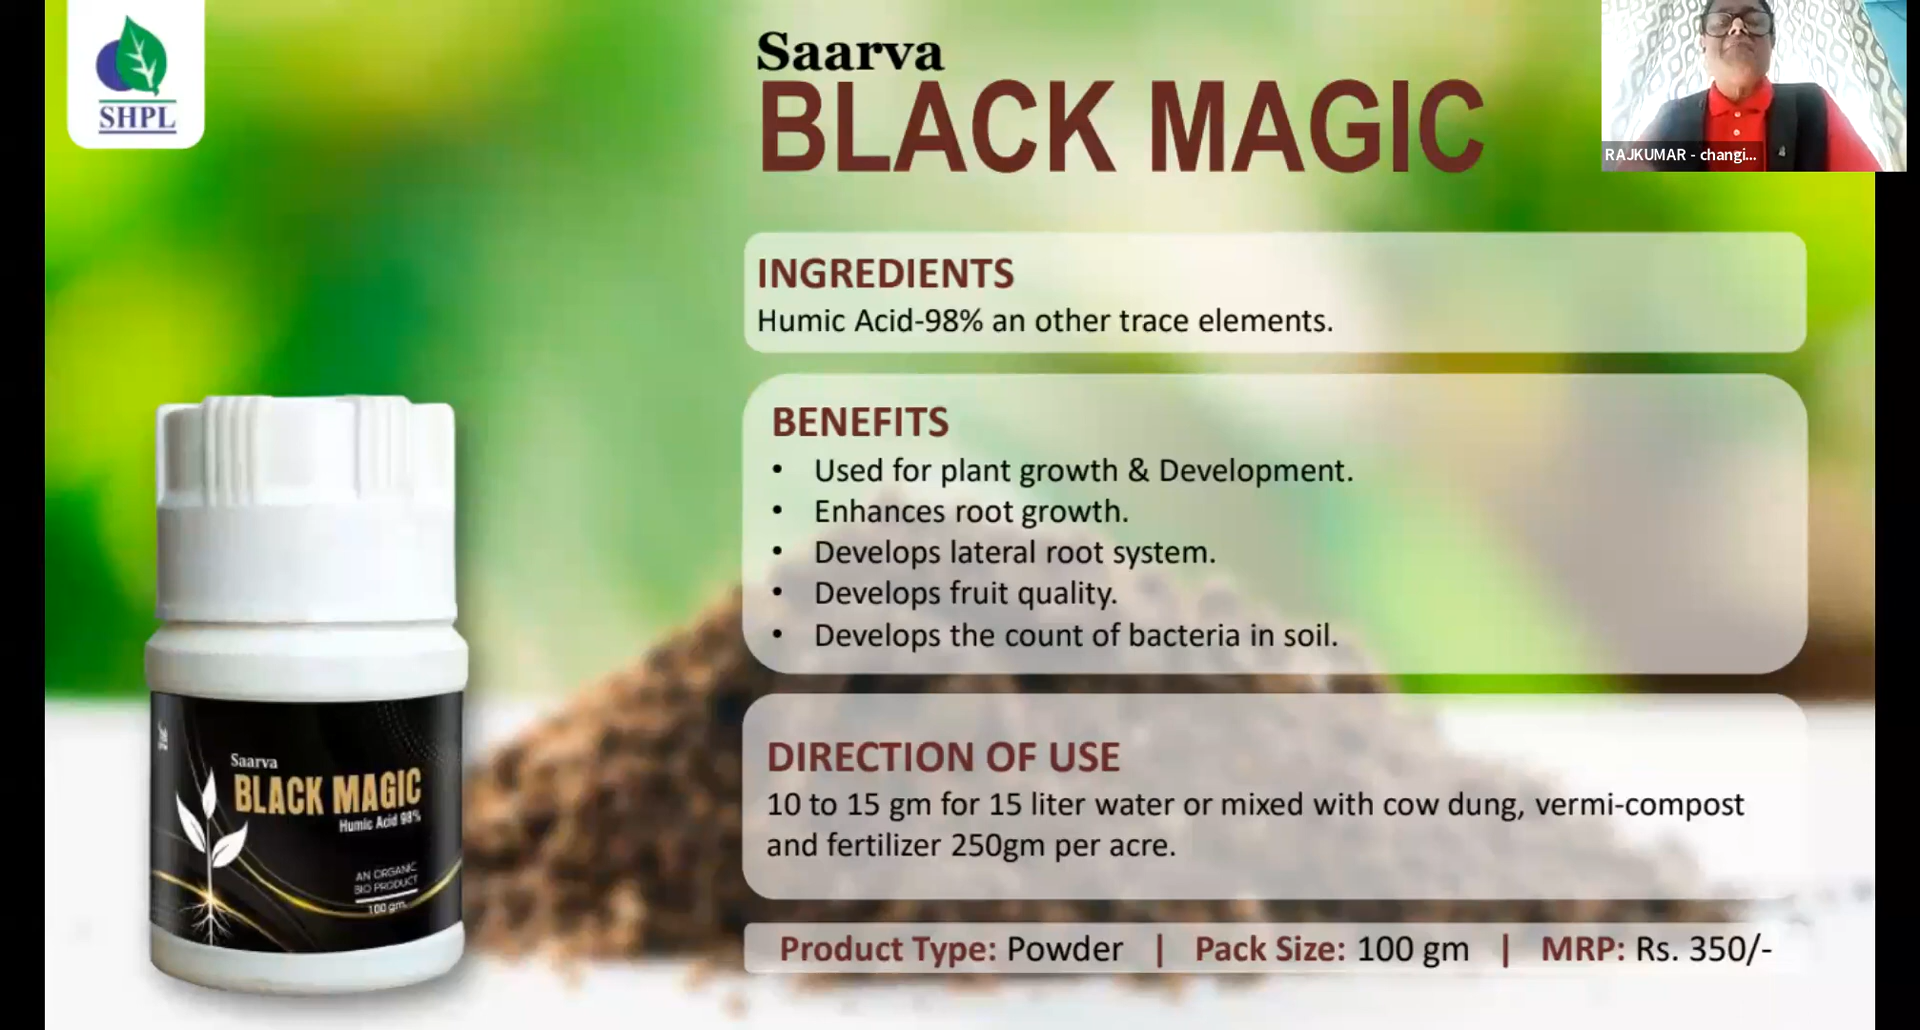 SHPL
Saarva
BLACK MAGIC
RAJKUMAR - changi...
INGREDIENTS
Humic Acid-98% an other trace elements.
BENEFITS
• Used for plant growth & Development.
• Enhances root growth.
• Develops lateral root system.
• Develops fruit quality.
• Develops the count of bacteria in soil.
DIRECTION OF USE
10 to 15 gm for 15 liter water or mixed with cow dung, vermi-compost
and fertilizer 250gm per acre.
Product Type: Powder | Pack Size: 100 gm | MRP: Rs. 350/-
Saarva
BLACK MAGIC
Humic Acid 98%
AN ORGANIC
BIO PRODUCT
100 gm.